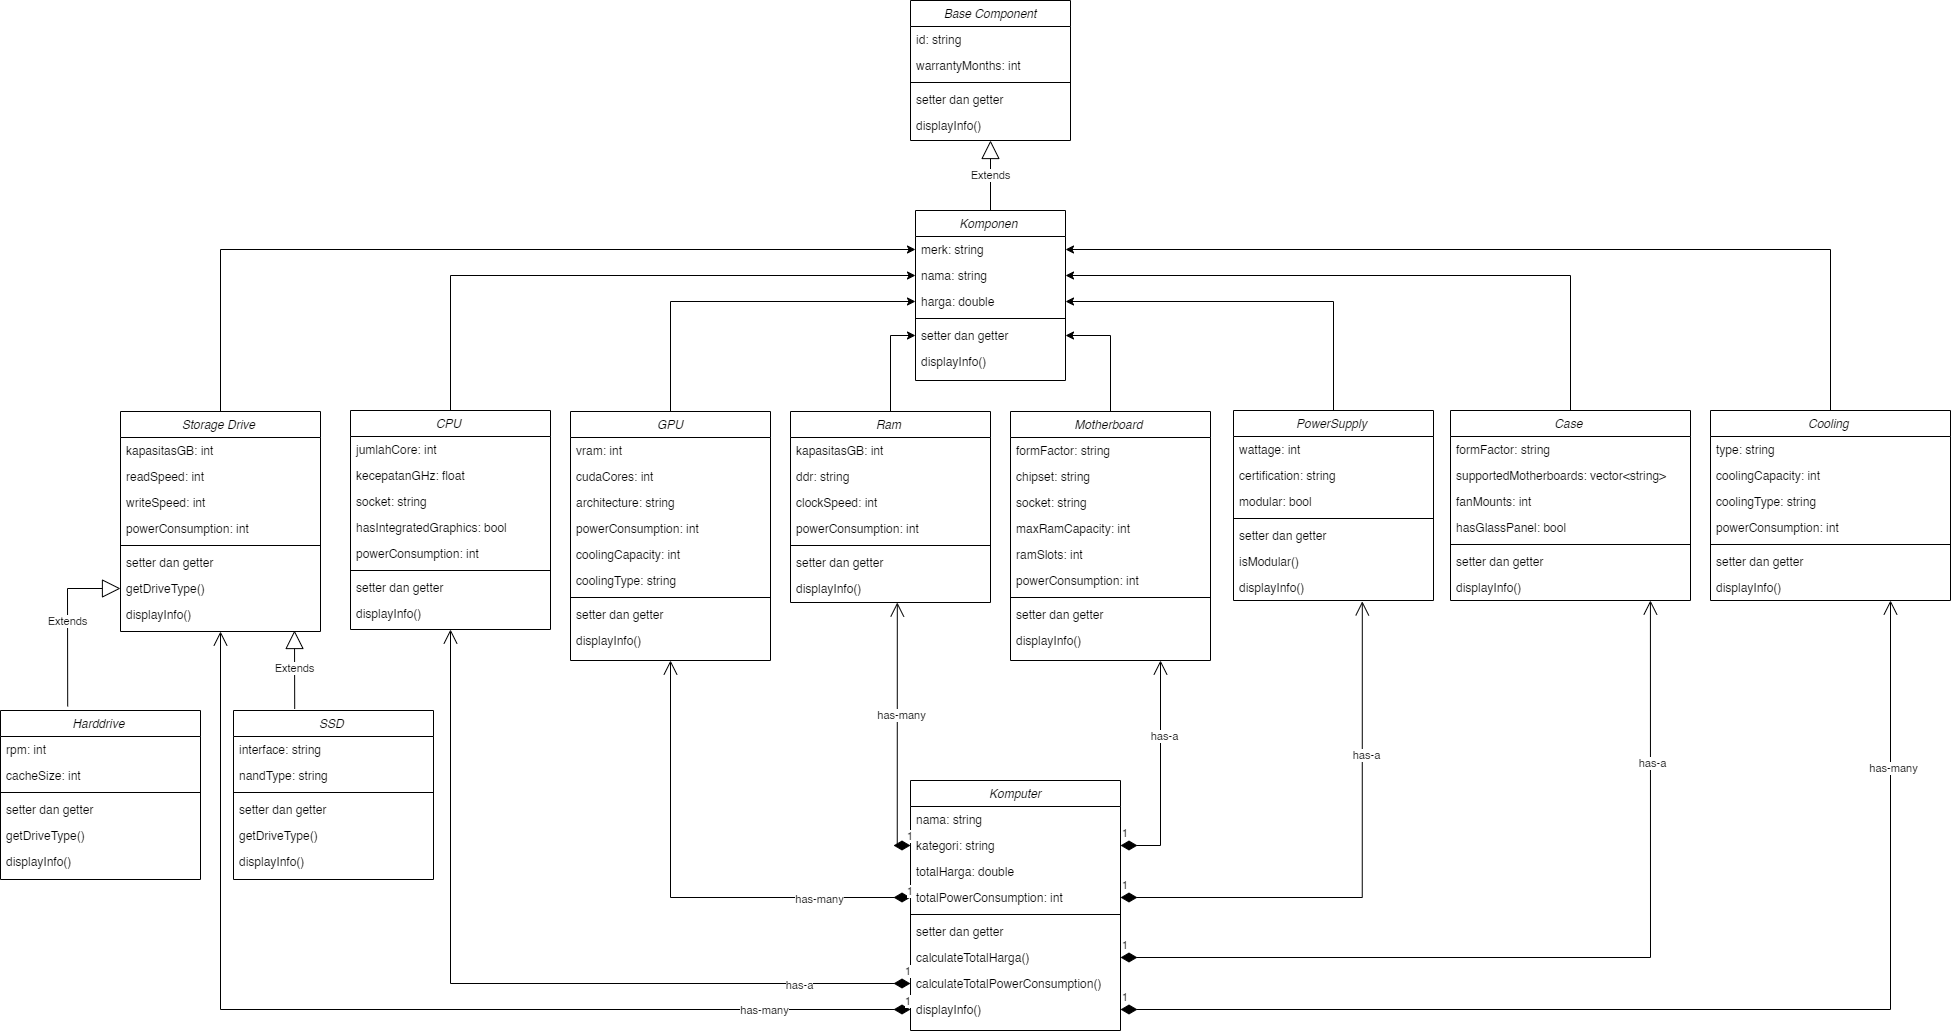 Base Component
id: string
warrantyMonths: int
setter dan getter
displayInfo()
Extends
Komponen
merk: string
nama: string
harga: double
setter dan getter
displayInfo()
Storage Drive
kapasitasGB: int
readSpeed: int
writeSpeed: int
powerConsumption: int
setter dan getter
getDriveType()
displayInfo()
CPU
jumlahCore: int
kecepatanGHz: float
socket: string
hasIntegratedGraphics: bool
powerConsumption: int
setter dan getter
displayInfo()
GPU
vram: int
cudaCores: int
architecture: string
powerConsumption: int
coolingCapacity: int
coolingType: string
setter dan getter
displayInfo()
Ram
kapasitasGB: int
ddr: string
clockSpeed: int
powerConsumption: int
setter dan getter
displayInfo()
Motherboard
formFactor: string
chipset: string
socket: string
maxRamCapacity: int
ramSlots: int
powerConsumption: int
setter dan getter
displayInfo()
PowerSupply
wattage: int
certification: string
modular: bool
setter dan getter
isModular()
displayInfo()
Case
formFactor: string
supportedMotherboards: vector<string>
fanMounts: int
hasGlassPanel: bool
setter dan getter
displayInfo()
Cooling
type: string
coolingCapacity: int
coolingType: string
powerConsumption: int
setter dan getter
displayInfo()
Extends
Extends
Harddrive
rpm: int
cacheSize: int
setter dan getter
getDriveType()
displayInfo()
SSD
interface: string
nandType: string
setter dan getter
getDriveType()
displayInfo()
has-many
has-a
has-a
has-a
has-many
Komputer
nama: string
kategori: string
totalHarga: double
totalPowerConsumption: int
setter dan getter
calculateTotalHarga()
calculateTotalPowerConsumption()
displayInfo()
1
1
1
1
1
1
1
1
has-many
has-a
has-many